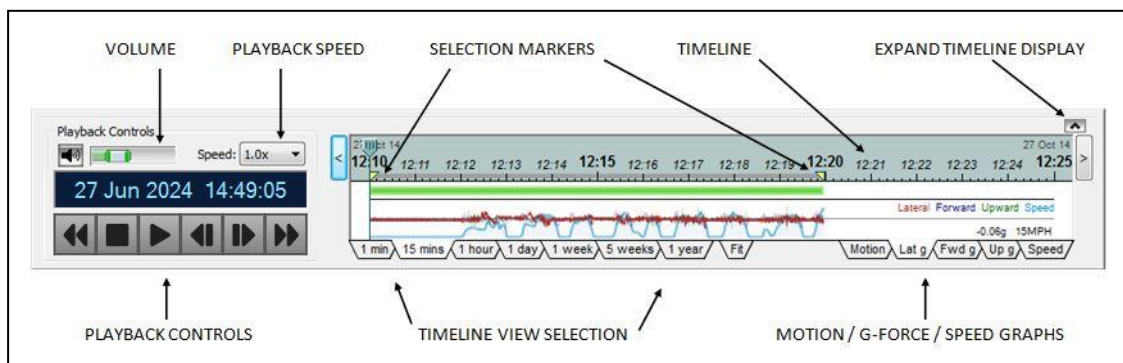 VOLUME PLAYBACK SPEED SELECTION MARKERS TIMELINE EXPAND TIMELINE DISPLAY
Playback Controls
Speed: 1.0x
27 Jun 2024 14:49:05
< 27 Oct 14 27 Oct 14 >
12:10 12:11 12:12 12:13 12:14 12:15 12:16 12:17 12:18 12:19 12:20 12:21 12:22 12:23 12:24 12:25
Lateral Forward Upward Speed
-0.06g 15MPH
1 min 15 mins 1 hour 1 day 1 week 5 weeks 1 year Fit Motion Lat g Fwd g Up g Speed
PLAYBACK CONTROLS TIMELINE VIEW SELECTION MOTION / G-FORCE / SPEED GRAPHS